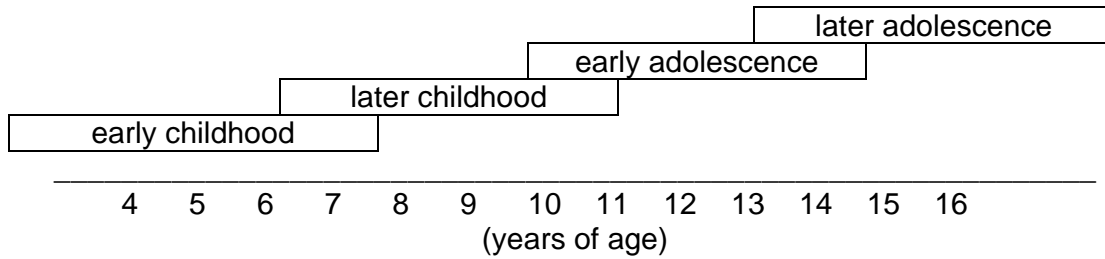 later adolescence
early adolescence
later childhood
early childhood
4 5 6 7 8 9 10 11 12 13 14 15 16
(years of age)